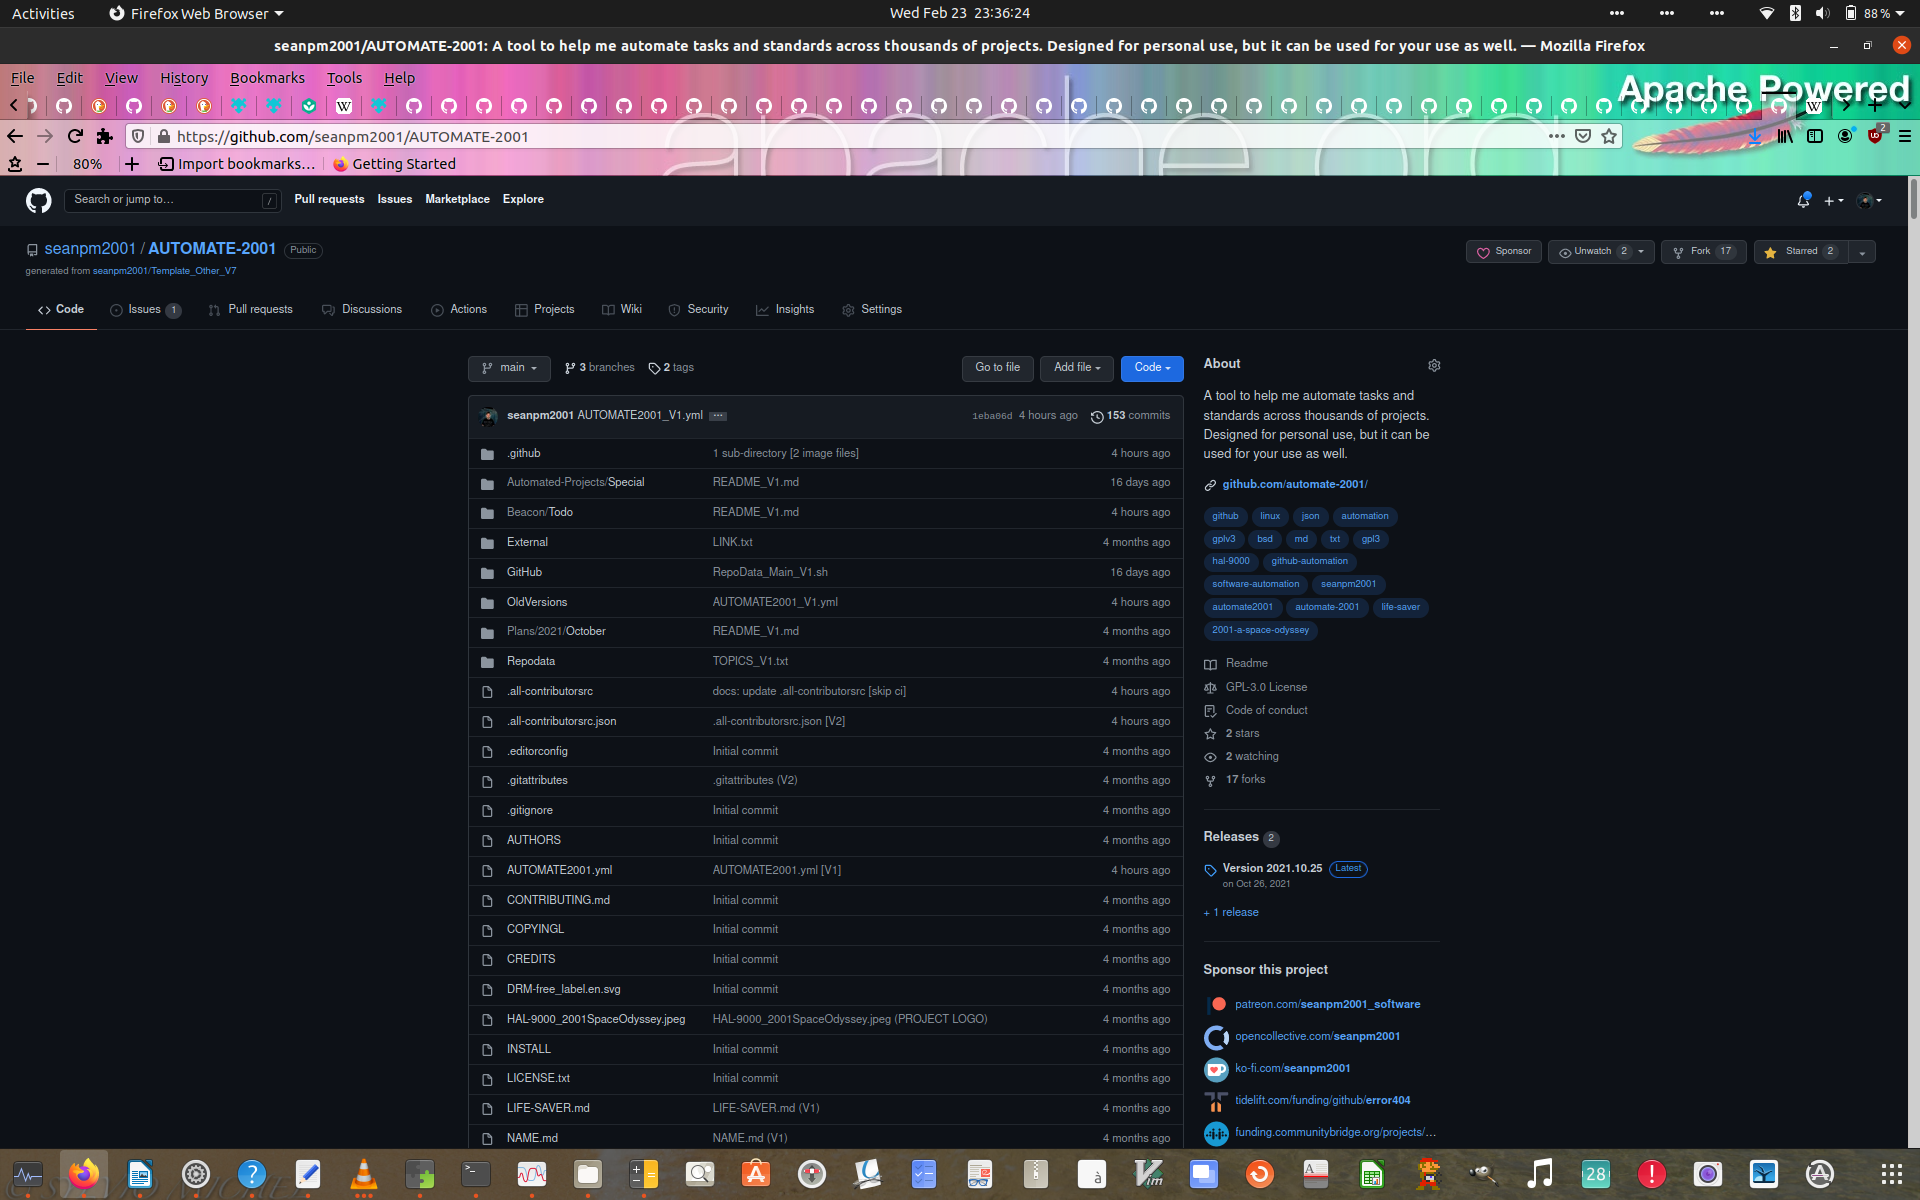 Activities Firefox Web Browser Wed Feb 23 23:36:24 88 %
seanpm2001/AUTOMATE-2001: A tool to help me automate tasks and standards across thousands of projects. Designed for personal use, but it can be used for your use as well. — Mozilla Firefox
File Edit View History Bookmarks Tools Help
Apache Powered
https://github.com/seanpm2001/AUTOMATE-2001
2
80% Import bookmarks... Getting Started
Search or jump to... / Pull requests Issues Marketplace Explore
seanpm2001 / AUTOMATE-2001 Public
Sponsor Unwatch 2 Fork 17 Starred 2
generated from seanpm2001/Template_Other_V7
Code Issues 1 Pull requests Discussions Actions Projects Wiki Security Insights Settings
main 3 branches 2 tags Go to file Add file Code
seanpm2001 AUTOMATE2001_V1.yml ... 1eba06d 4 hours ago 153 commits
.github 1 sub-directory [2 image files] 4 hours ago
Automated-Projects/Special README_V1.md 16 days ago
Beacon/Todo README_V1.md 4 hours ago
External LINK.txt 4 months ago
GitHub RepoData_Main_V1.sh 16 days ago
OldVersions AUTOMATE2001_V1.yml 4 hours ago
Plans/2021/October README_V1.md 4 months ago
Repodata TOPICS_V1.txt 4 months ago
.all-contributorsrc docs: update .all-contributorsrc [skip ci] 4 hours ago
.all-contributorsrc.json .all-contributorsrc.json [V2] 4 hours ago
.editorconfig Initial commit 4 months ago
.gitattributes .gitattributes (V2) 4 months ago
.gitignore Initial commit 4 months ago
AUTHORS Initial commit 4 months ago
AUTOMATE2001.yml AUTOMATE2001.yml [V1] 4 hours ago
CONTRIBUTING.md Initial commit 4 months ago
COPYINGL Initial commit 4 months ago
CREDITS Initial commit 4 months ago
DRM-free_label.en.svg Initial commit 4 months ago
HAL-9000_2001SpaceOdyssey.jpeg HAL-9000_2001SpaceOdyssey.jpeg (PROJECT LOGO) 4 months ago
INSTALL Initial commit 4 months ago
LICENSE.txt Initial commit 4 months ago
LIFE-SAVER.md LIFE-SAVER.md (V1) 4 months ago
NAME.md NAME.md (V1) 4 months ago
About
A tool to help me automate tasks and
standards across thousands of projects.
Designed for personal use, but it can be
used for your use as well.
github.com/automate-2001/
github linux json automation
gplv3 bsd md txt gpl3
hal-9000 github-automation
software-automation seanpm2001
automate2001 automate-2001 life-saver
2001-a-space-odyssey
Readme
GPL-3.0 License
Code of conduct
2 stars
2 watching
17 forks
Releases 2
Version 2021.10.25 Latest
on Oct 26, 2021
+ 1 release
Sponsor this project
patreon.com/seanpm2001_software
opencollective.com/seanpm2001
ko-fi.com/seanpm2001
tidelift.com/funding/github/error404
funding.communitybridge.org/projects/...
28